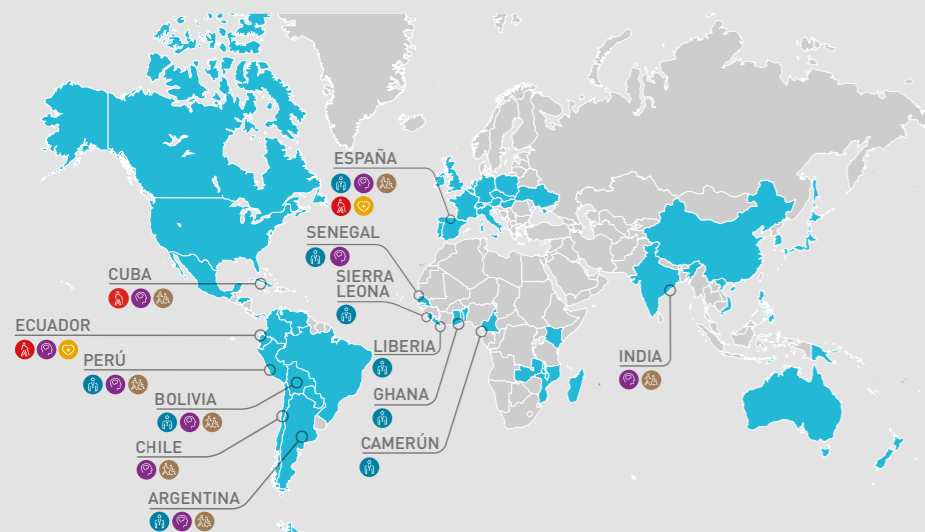 ESPAÑA
SENEGAL
SIERRA
LEONA
CUBA
ECUADOR
PERÚ
LIBERIA
INDIA
BOLIVIA
GHANA
CHILE
CAMERÚN
ARGENTINA